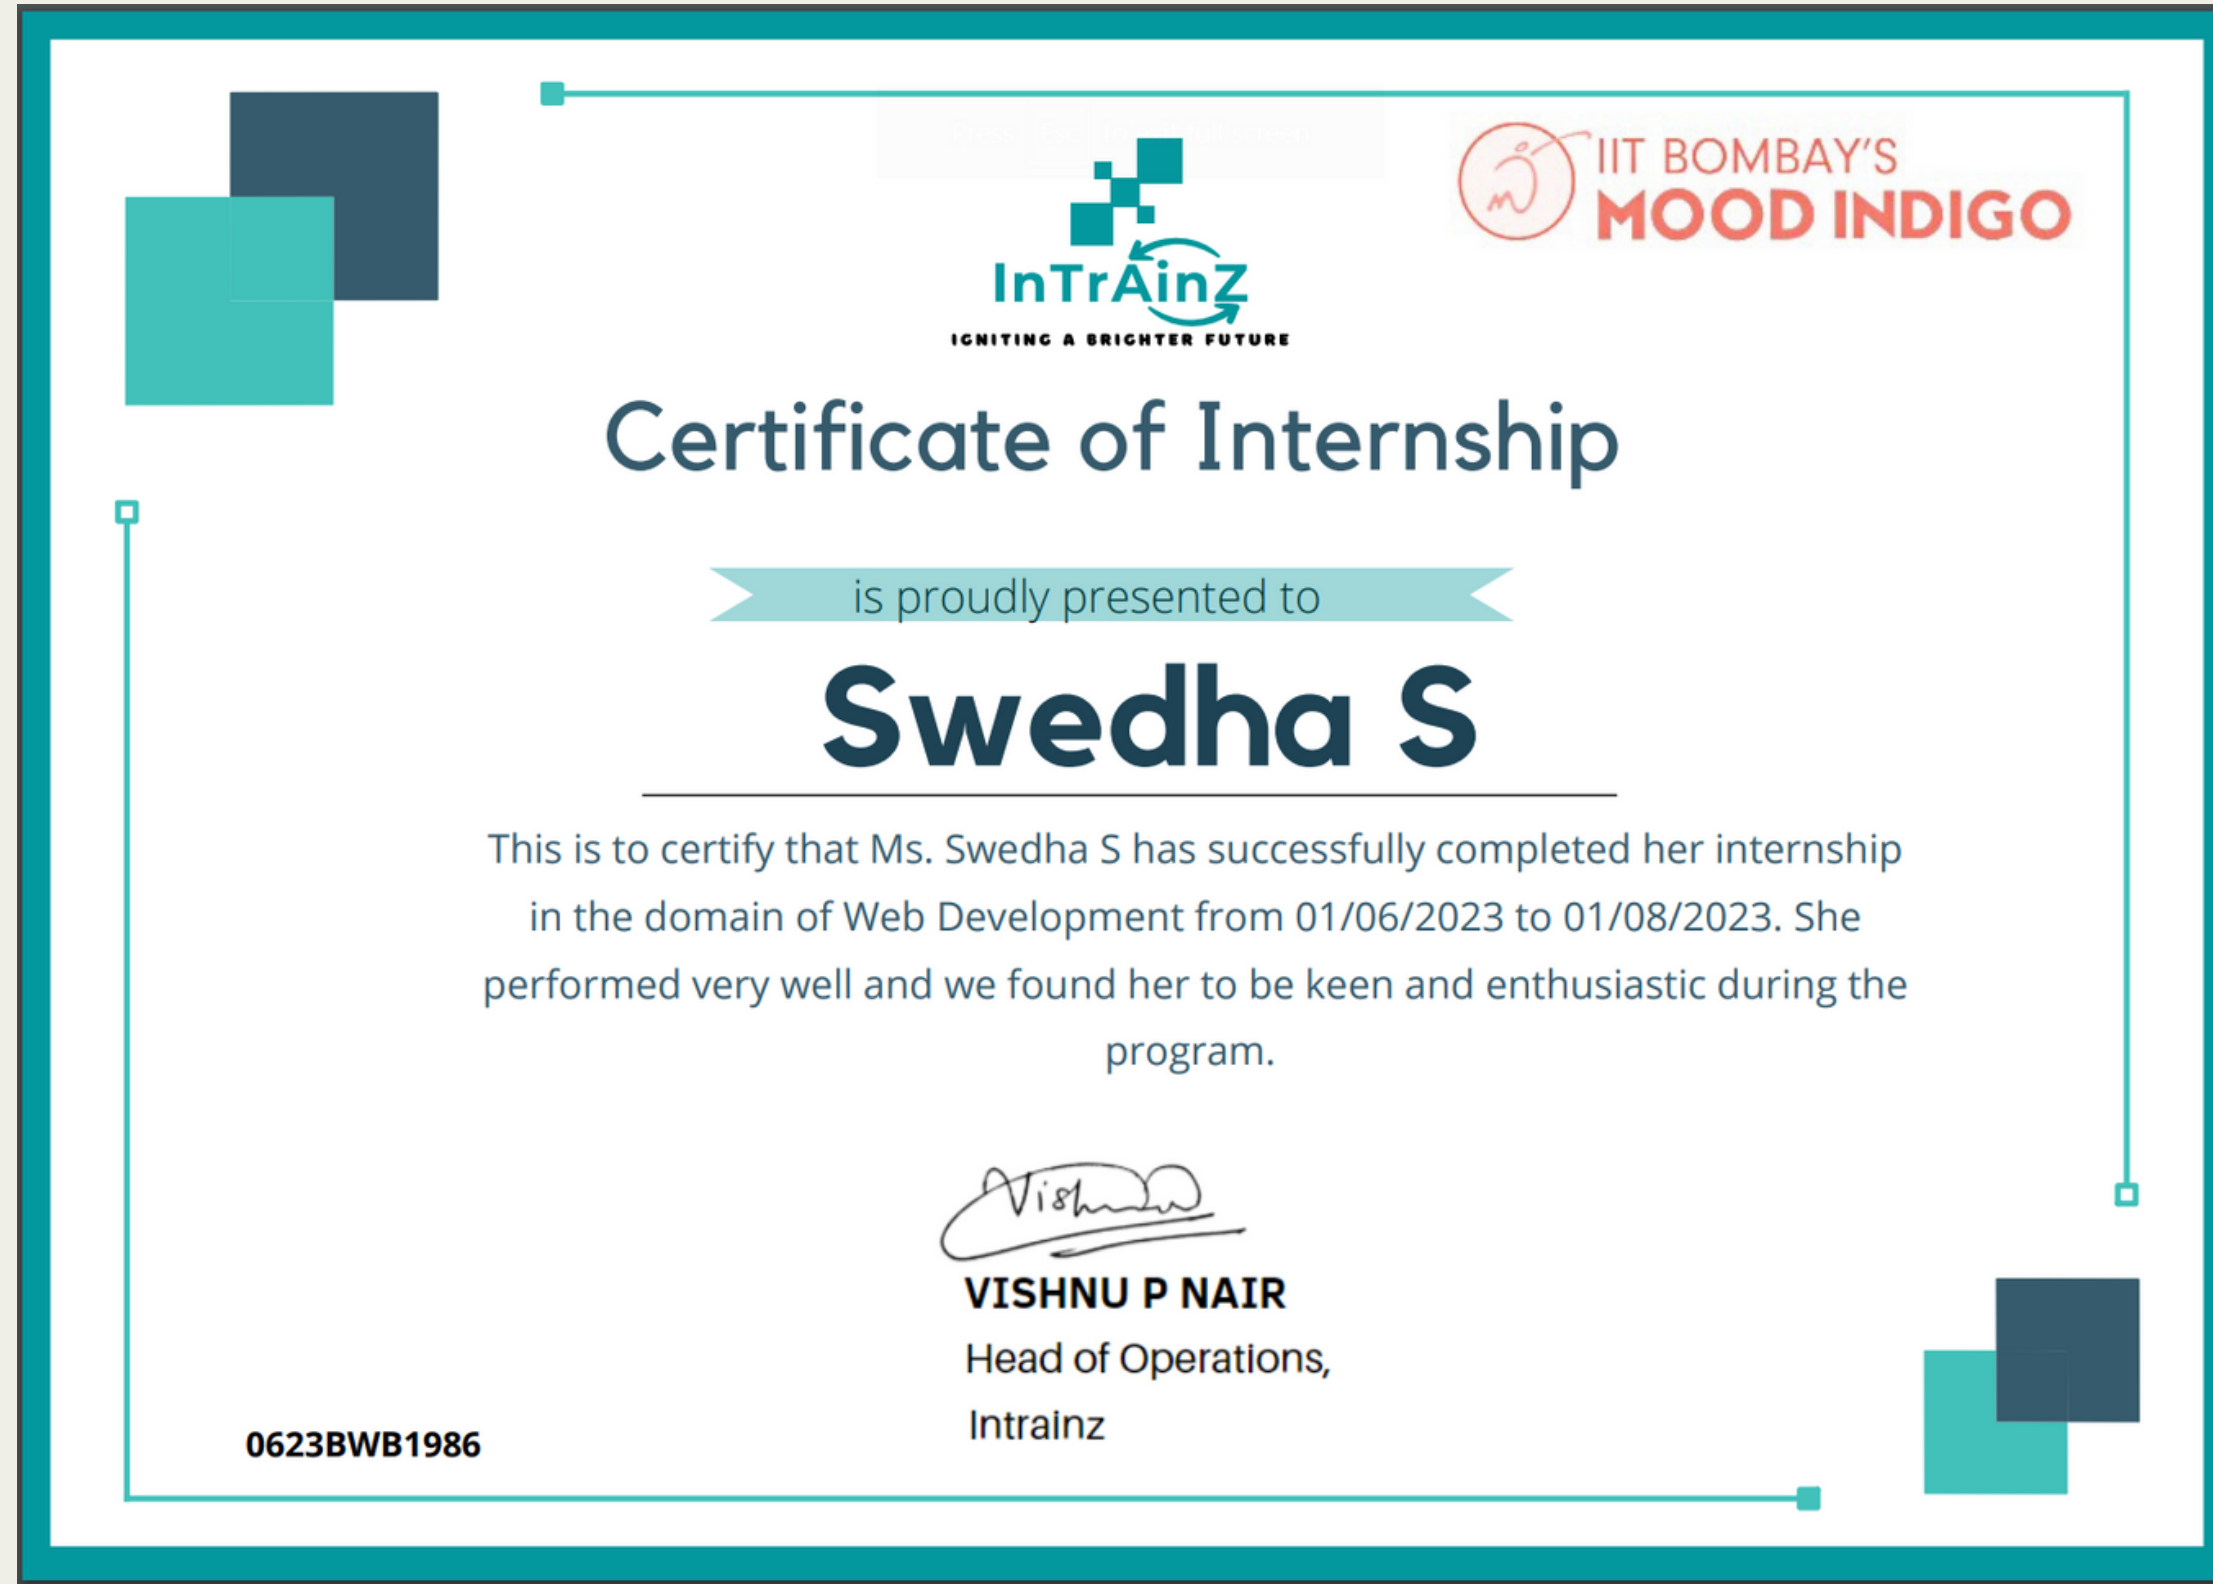 IIT BOMBAY'S
MOOD INDIGO
InTrAinZ
IGNITING A BRIGHTER FUTURE
Certificate of Internship
is proudly presented to
Swedha S
This is to certify that Ms. Swedha S has successfully completed her internship
in the domain of Web Development from 01/06/2023 to 01/08/2023. She
performed very well and we found her to be keen and enthusiastic during the
program.
VISHNU P NAIR
Head of Operations,
Intrainz
0623BWB1986